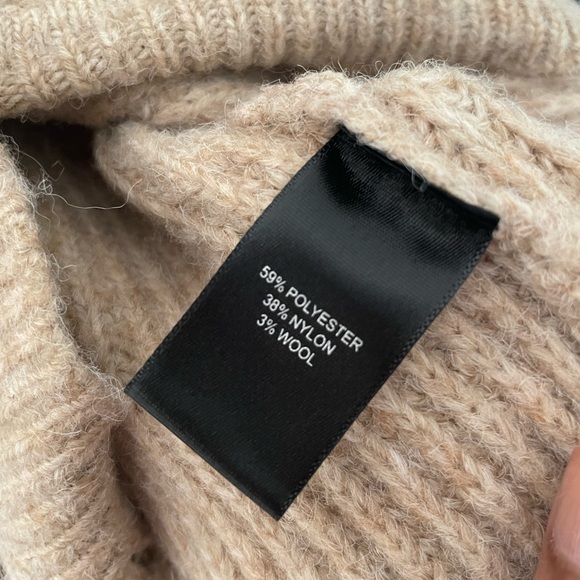 59% POLYESTER
38% NYLON
3% WOOL